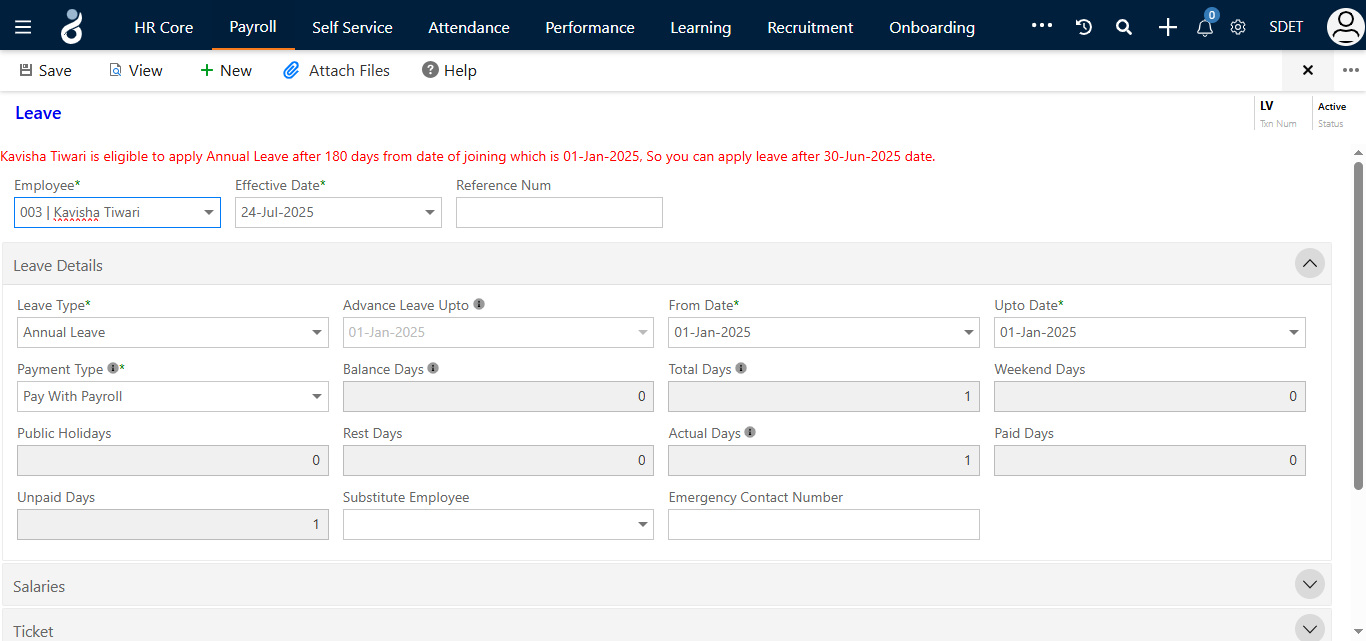 HR Core Payroll Self Service Attendance Performance Learning Recruitment Onboarding ••• 0 SDET
Save View New Attach Files Help
Leave
LV Active
Txn Num Status
Kavisha Tiwari is eligible to apply Annual Leave after 180 days from date of joining which is 01-Jan-2025, So you can apply leave after 30-Jun-2025 date.
Employee* Effective Date* Reference Num
003 | Kavisha Tiwari 24-Jul-2025
Leave Details
Leave Type* Advance Leave Upto From Date* Upto Date*
Annual Leave 01-Jan-2025 01-Jan-2025 01-Jan-2025
Payment Type * Balance Days Total Days Weekend Days
Pay With Payroll 0 1 0
Public Holidays Rest Days Actual Days Paid Days
0 0 1 0
Unpaid Days Substitute Employee Emergency Contact Number
1
Salaries
Ticket